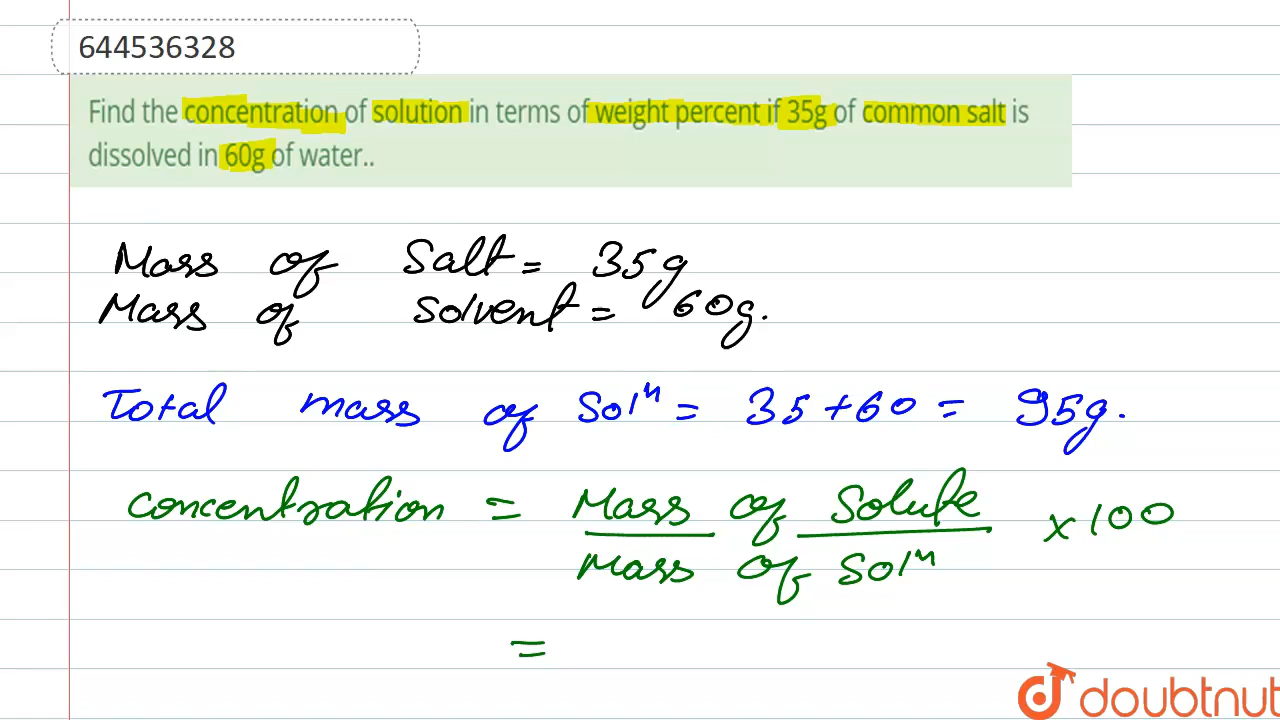 644536328
Find the concentration of solution in terms of weight percent if 35g of common salt is
dissolved in 60g of water..
Mass of Salt = 35g
Mass of solvent = 60g.
Total mass of Solⁿ = 35+60 = 95g.
concentration = Mass of Solute × 100
Mass of Solⁿ
=
doubtnut